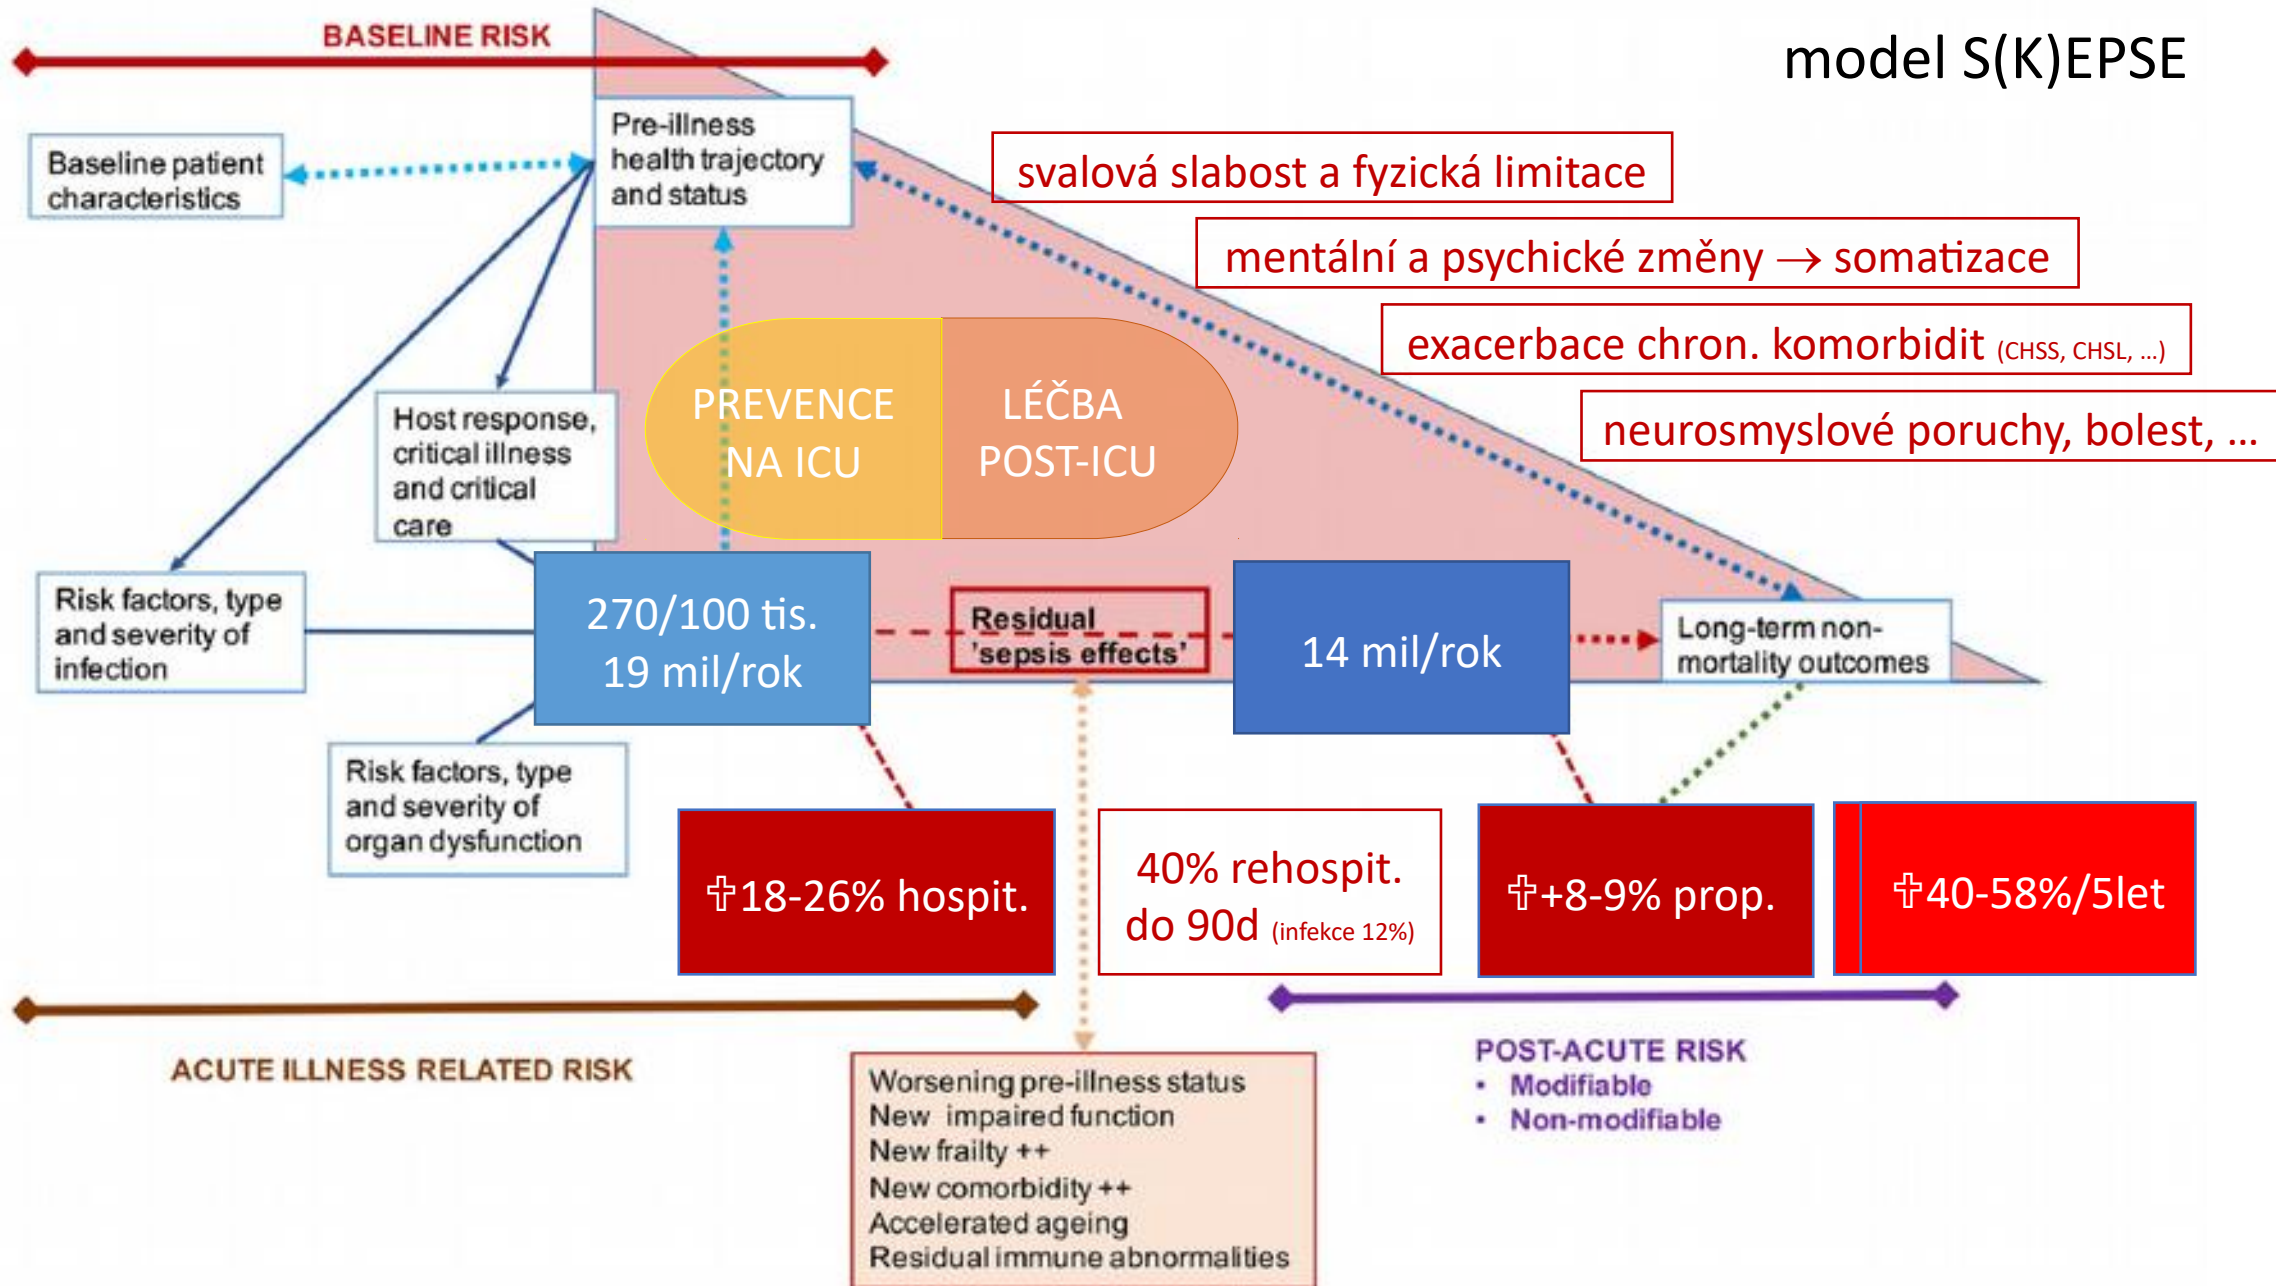 BASELINE RISK
model S(K)EPSE
Baseline patient
characteristics
Pre-illness
health trajectory
and status
svalová slabost a fyzická limitace
mentální a psychické změny → somatizace
exacerbace chron. komorbidit (CHSS, CHSL, ...)
neurosmyslové poruchy, bolest, ...
PREVENCE
NA ICU
LÉČBA
POST-ICU
Host response,
critical illness
and critical
care
Risk factors, type
and severity of
infection
270/100 tis.
19 mil/rok
Residual
'sepsis effects'
14 mil/rok
Long-term non-
mortality outcomes
Risk factors, type
and severity of
organ dysfunction
✞18-26% hospit.
40% rehospit.
do 90d (infekce 12%)
✞+8-9% prop.
✞40-58%/5let
ACUTE ILLNESS RELATED RISK
POST-ACUTE RISK
• Modifiable
• Non-modifiable
Worsening pre-illness status
New impaired function
New frailty ++
New comorbidity ++
Accelerated ageing
Residual immune abnormalities